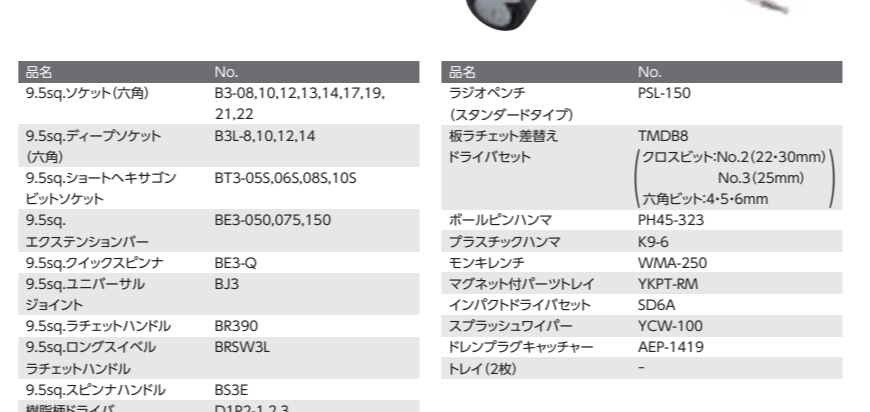 品名 No.
9.5sq.ソケット(六角) B3-08,10,12,13,14,17,19,
21,22
9.5sq.ディープソケット B3L-8,10,12,14
(六角)
9.5sq.ショートヘキサゴン BT3-05S,06S,08S,10S
ビットソケット
9.5sq. BE3-050,075,150
エクステンションバー
9.5sq.クイックスピンナ BE3-Q
9.5sq.ユニバーサル BJ3
ジョイント
9.5sq.ラチェットハンドル BR390
9.5sq.ロングスイベル BRSW3L
ラチェットハンドル
9.5sq.スピンナハンドル BS3E
樹脂柄ドライバ D1P2-1,2,3
品名 No.
ラジオペンチ PSL-150
(スタンダードタイプ)
板ラチェット差替え TMDB8
ドライバセット (クロスビット:No.2(22・30mm)
No.3(25mm)
六角ビット:4・5・6mm)
ボールピンハンマ PH45-323
プラスチックハンマ K9-6
モンキレンチ WMA-250
マグネット付パーツトレイ YKPT-RM
インパクトドライバセット SD6A
スプラッシュワイパー YCW-100
ドレンプラグキャッチャー AEP-1419
トレイ(2枚) -